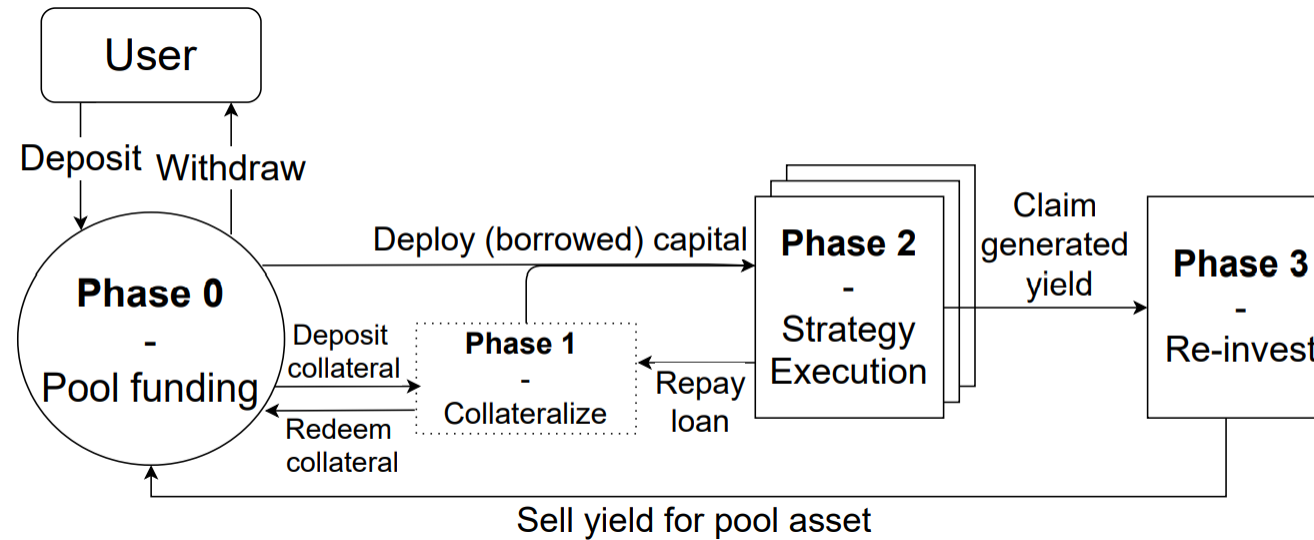 User
Deposit
Withdraw
Phase 0
-
Pool funding
Deploy (borrowed) capital
Deposit
collateral
Redeem
collateral
Phase 1
-
Collateralize
Repay
loan
Phase 2
-
Strategy
Execution
Claim
generated
yield
Phase 3
-
Re-invest
Sell yield for pool asset